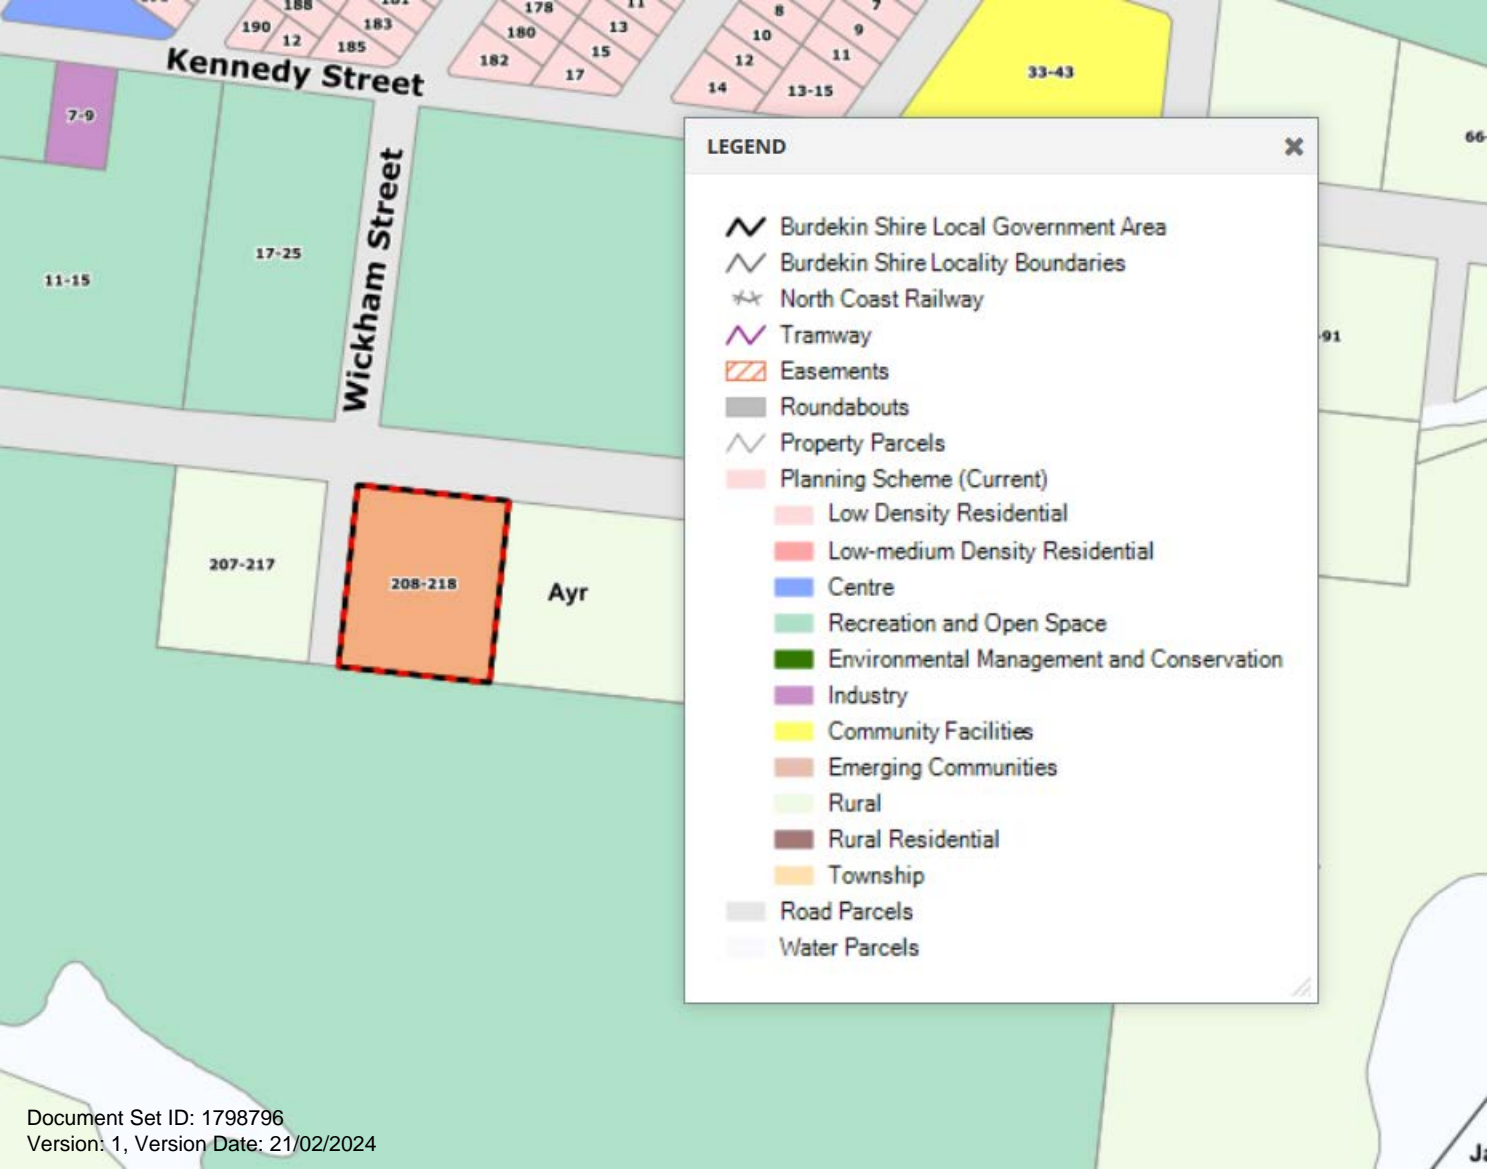 188
178
11
8
7
190
183
13
10
9
12
185
180
15
12
11
33-43
182
17
14
13-15
Kennedy Street
7-9
66-
Wickham Street
17-25
11-15
91
207-217
208-218
Ayr
LEGEND
Burdekin Shire Local Government Area
Burdekin Shire Locality Boundaries
North Coast Railway
Tramway
Easements
Roundabouts
Property Parcels
Planning Scheme (Current)
Low Density Residential
Low-medium Density Residential
Centre
Recreation and Open Space
Environmental Management and Conservation
Industry
Community Facilities
Emerging Communities
Rural
Rural Residential
Township
Road Parcels
Water Parcels
Document Set ID: 1798796
Version: 1, Version Date: 21/02/2024
Ja